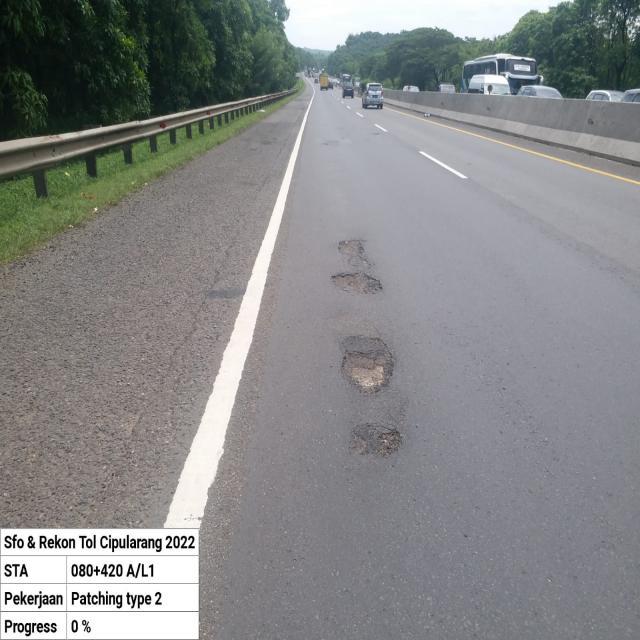 Sfo & Rekon Tol Cipularang 2022
STA 080+420 A/L1
Pekerjaan Patching type 2
Progress 0 %